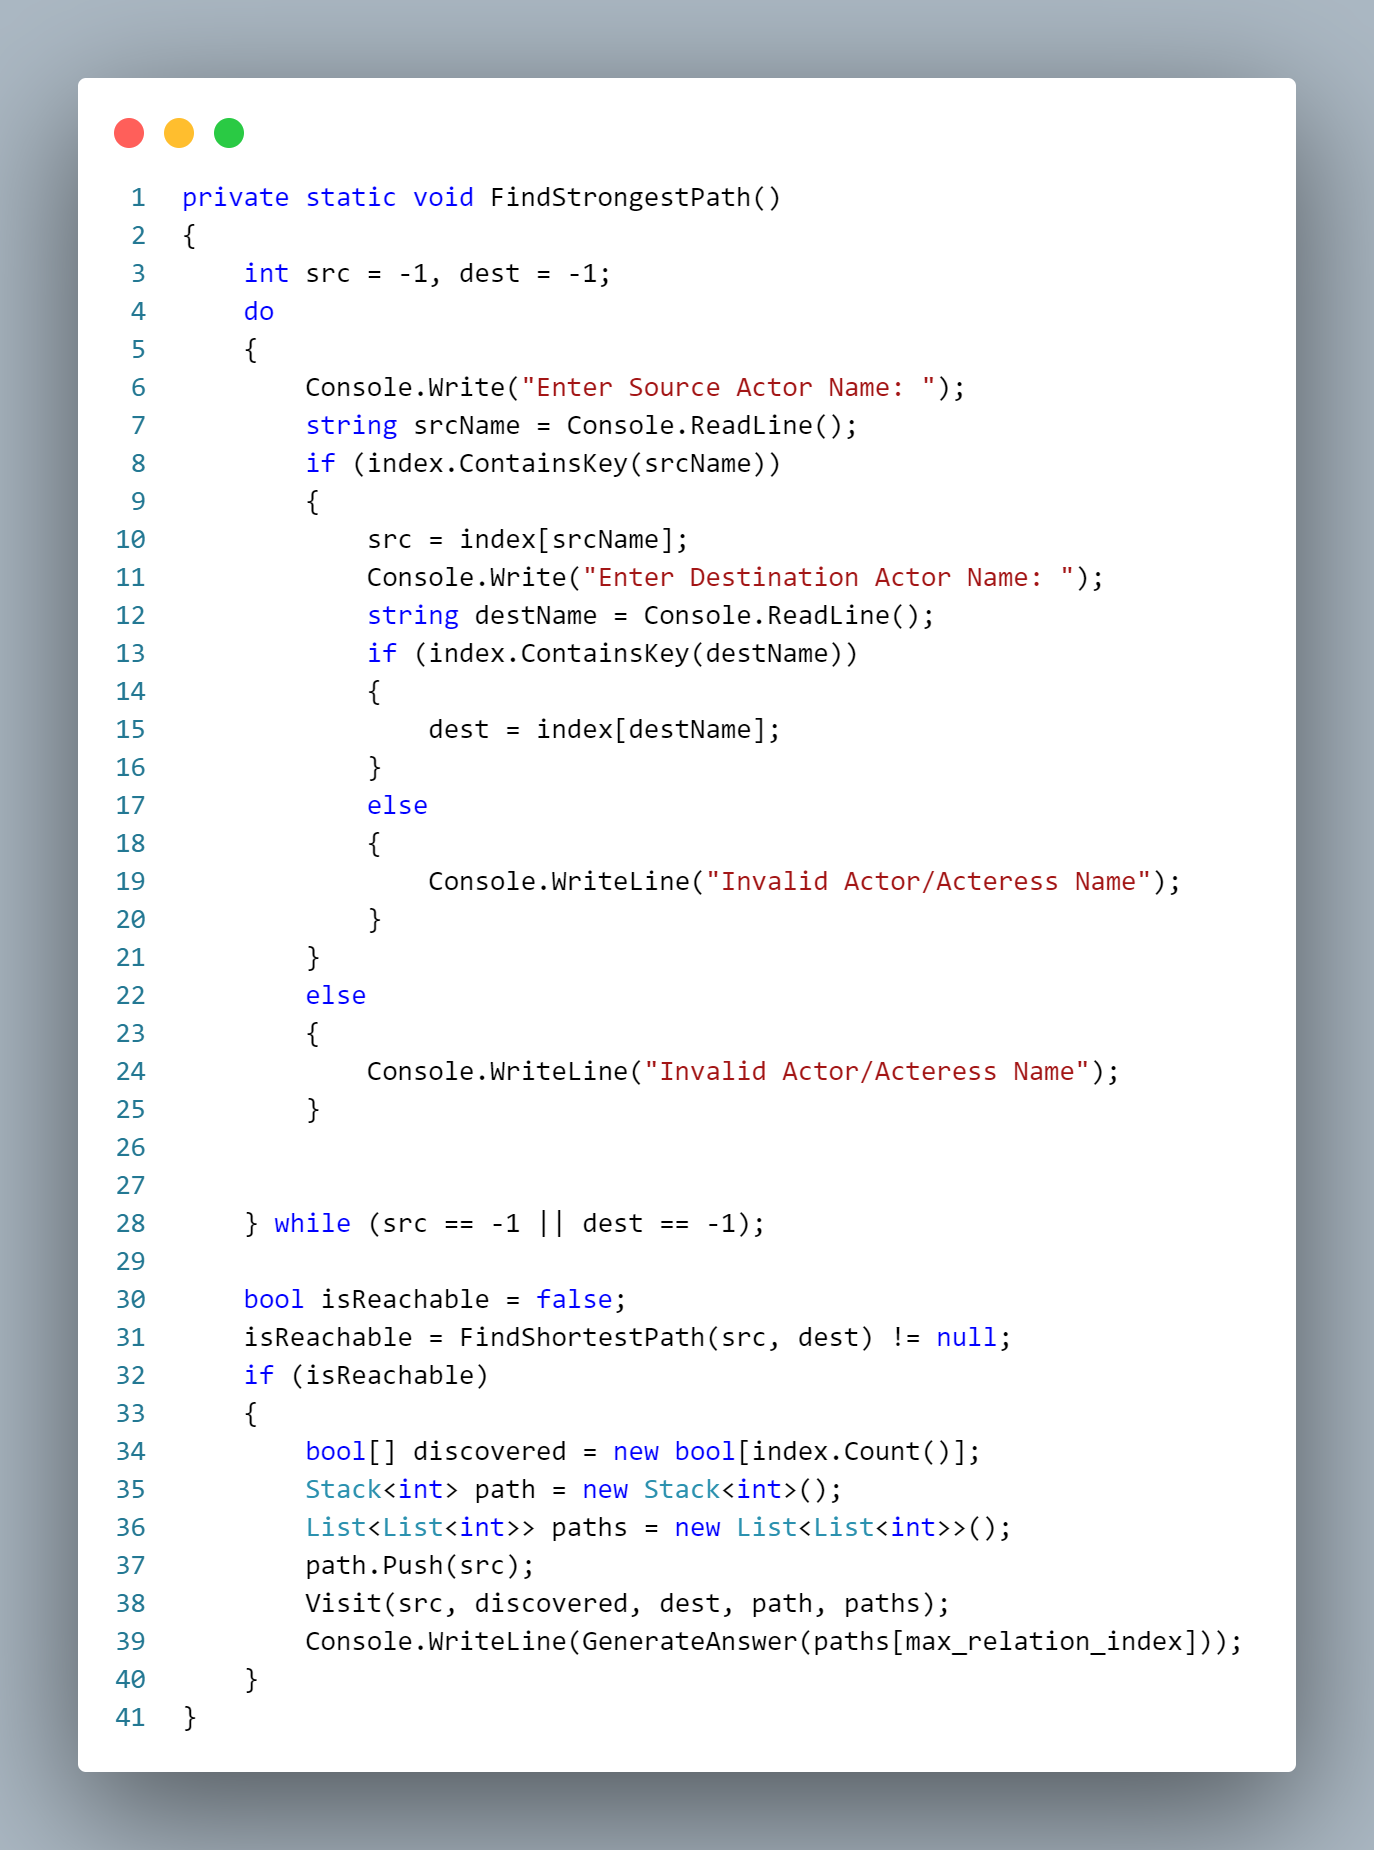 1 private static void FindStrongestPath()
2 {
3     int src = -1, dest = -1;
4     do
5     {
6         Console.Write("Enter Source Actor Name: ");
7         string srcName = Console.ReadLine();
8         if (index.ContainsKey(srcName))
9         {
10             src = index[srcName];
11             Console.Write("Enter Destination Actor Name: ");
12             string destName = Console.ReadLine();
13             if (index.ContainsKey(destName))
14             {
15                 dest = index[destName];
16             }
17             else
18             {
19                 Console.WriteLine("Invalid Actor/Acteress Name");
20             }
21         }
22         else
23         {
24             Console.WriteLine("Invalid Actor/Acteress Name");
25         }
26
27
28     } while (src == -1 || dest == -1);
29
30     bool isReachable = false;
31     isReachable = FindShortestPath(src, dest) != null;
32     if (isReachable)
33     {
34         bool[] discovered = new bool[index.Count()];
35         Stack<int> path = new Stack<int>();
36         List<List<int>> paths = new List<List<int>>();
37         path.Push(src);
38         Visit(src, discovered, dest, path, paths);
39         Console.WriteLine(GenerateAnswer(paths[max_relation_index]));
40     }
41 }